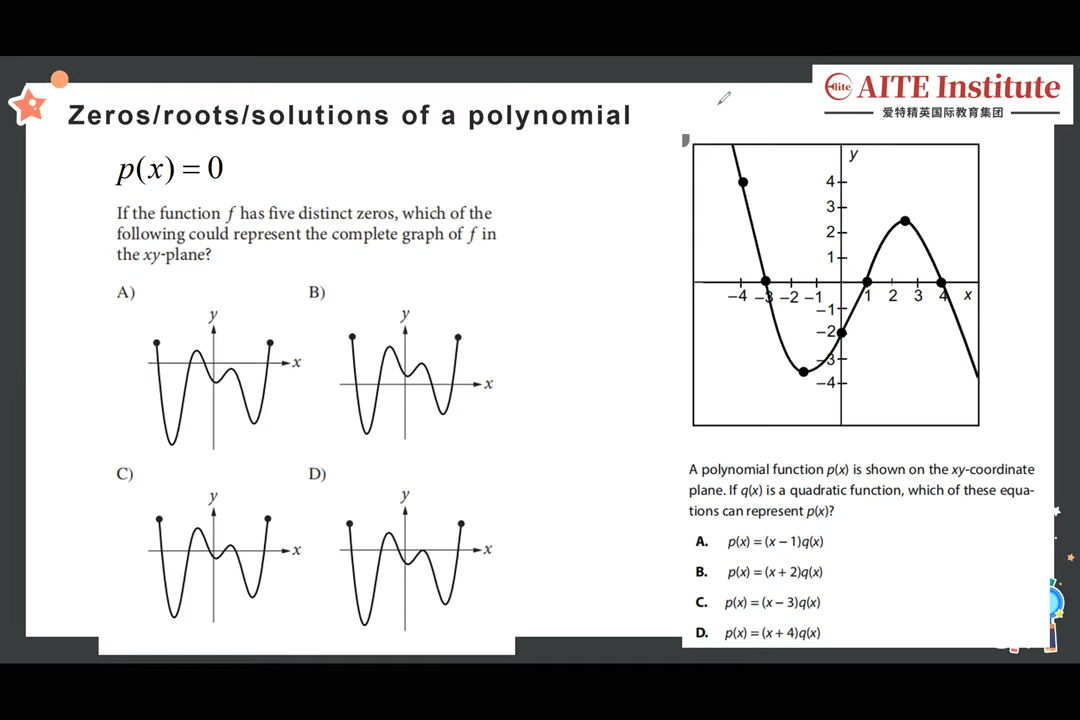 Elite AITE Institute
爱特精英国际教育集团
Zeros/roots/solutions of a polynomial
p(x) = 0
If the function f has five distinct zeros, which of the
following could represent the complete graph of f in
the xy-plane?
A)
B)
y
x
y
x
C)
D)
y
x
y
x
y
4
3
2
1
−4 −3 −2 −1 1 2 3 4 x
−1
−2
−3
−4
A polynomial function p(x) is shown on the xy-coordinate
plane. If q(x) is a quadratic function, which of these equa-
tions can represent p(x)?
A. p(x) = (x − 1)q(x)
B. p(x) = (x + 2)q(x)
C. p(x) = (x − 3)q(x)
D. p(x) = (x + 4)q(x)